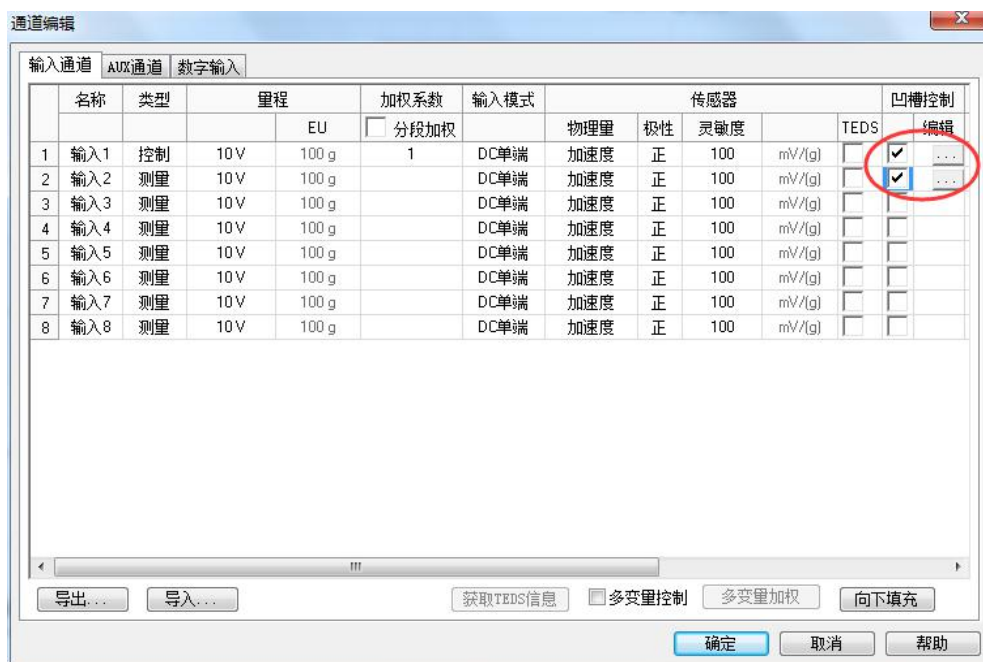 通道编辑
输入通道 AUX通道 数字输入
名称 类型 量程 加权系数 输入模式 传感器 凹槽控制
EU 分段加权 物理量 极性 灵敏度 TEDS 编辑
1 输入1 控制 10 V 100 g 1 DC单端 加速度 正 100 mV/(g) ...
2 输入2 测量 10 V 100 g DC单端 加速度 正 100 mV/(g) ...
3 输入3 测量 10 V 100 g DC单端 加速度 正 100 mV/(g)
4 输入4 测量 10 V 100 g DC单端 加速度 正 100 mV/(g)
5 输入5 测量 10 V 100 g DC单端 加速度 正 100 mV/(g)
6 输入6 测量 10 V 100 g DC单端 加速度 正 100 mV/(g)
7 输入7 测量 10 V 100 g DC单端 加速度 正 100 mV/(g)
8 输入8 测量 10 V 100 g DC单端 加速度 正 100 mV/(g)
导出... 导入... 获取TEDS信息 多变量控制 多变量加权 向下填充
确定 取消 帮助